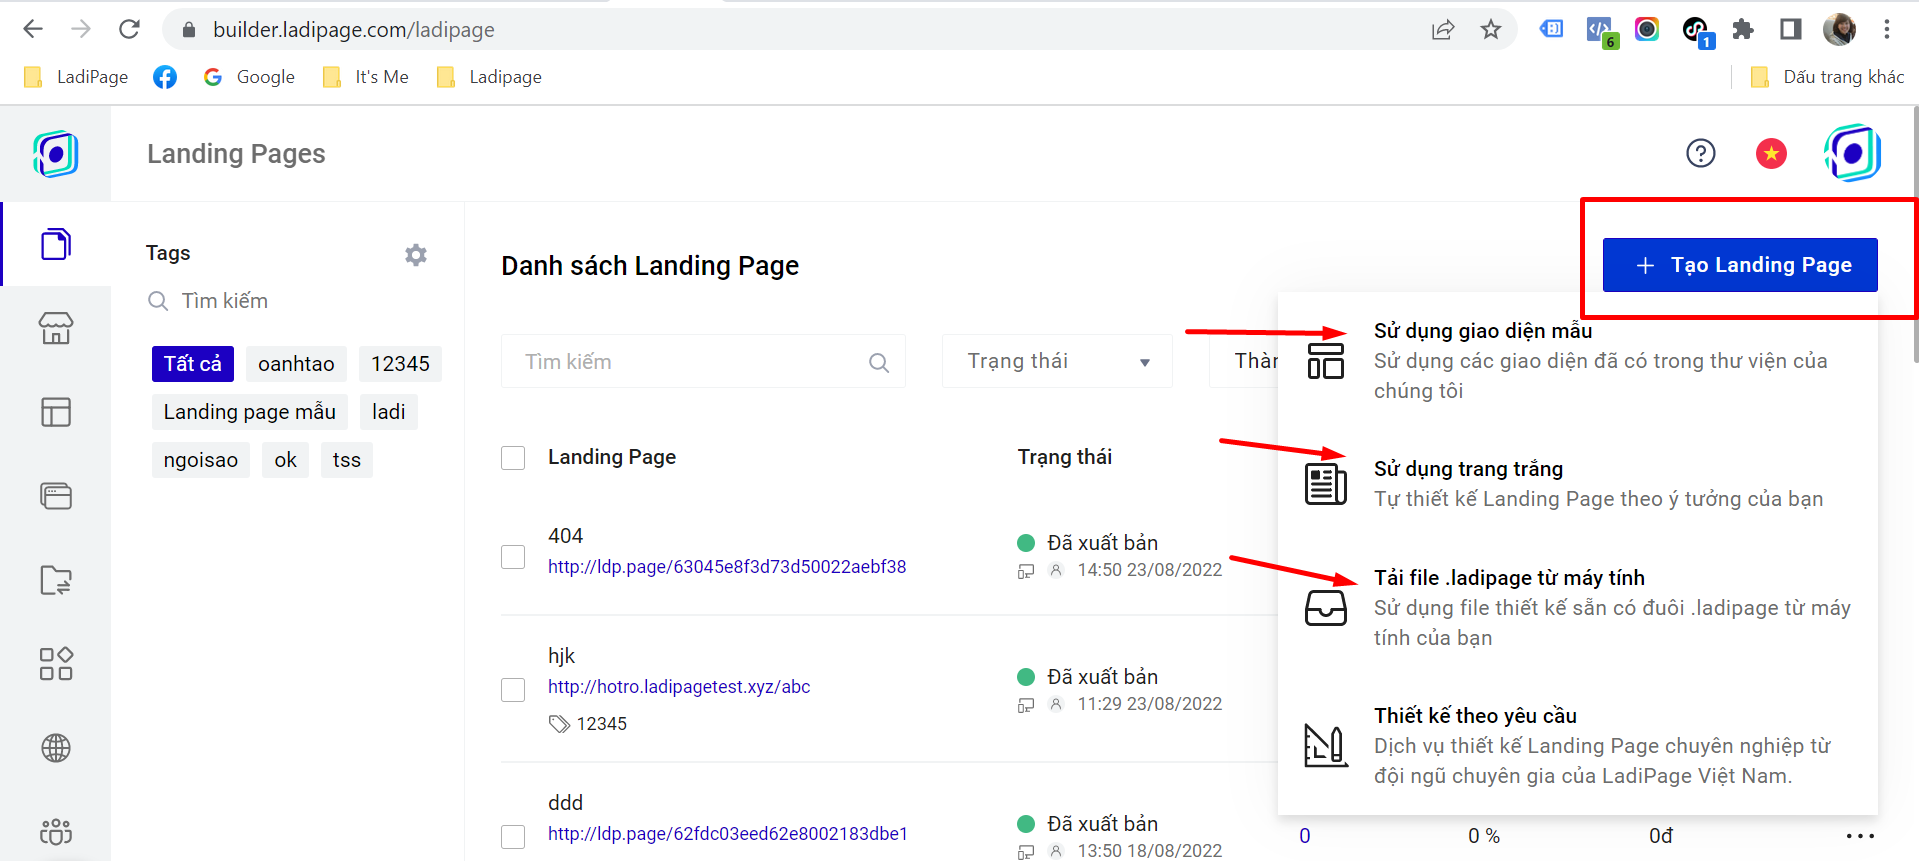 builder.ladipage.com/ladipage
6
1
LadiPage
Google
It's Me
Ladipage
Dấu trang khác
Landing Pages
Tags
Tìm kiếm
Tất cả
oanhtao
12345
Landing page mẫu
ladi
ngoisao
ok
tss
Danh sách Landing Page
+ Tạo Landing Page
Tìm kiếm
Trạng thái
Thàn
Landing Page
Trạng thái
404
http://ldp.page/63045e8f3d73d50022aebf38
Đã xuất bản
14:50 23/08/2022
hjk
http://hotro.ladipagetest.xyz/abc
12345
Đã xuất bản
11:29 23/08/2022
ddd
http://ldp.page/62fdc03eed62e8002183dbe1
Đã xuất bản
13:50 18/08/2022
0
0 %
0đ
Sử dụng giao diện mẫu
Sử dụng các giao diện đã có trong thư viện của
chúng tôi
Sử dụng trang trắng
Tự thiết kế Landing Page theo ý tưởng của bạn
Tải file .ladipage từ máy tính
Sử dụng file thiết kế sẵn có đuôi .ladipage từ máy
tính của bạn
Thiết kế theo yêu cầu
Dịch vụ thiết kế Landing Page chuyên nghiệp từ
đội ngũ chuyên gia của LadiPage Việt Nam.